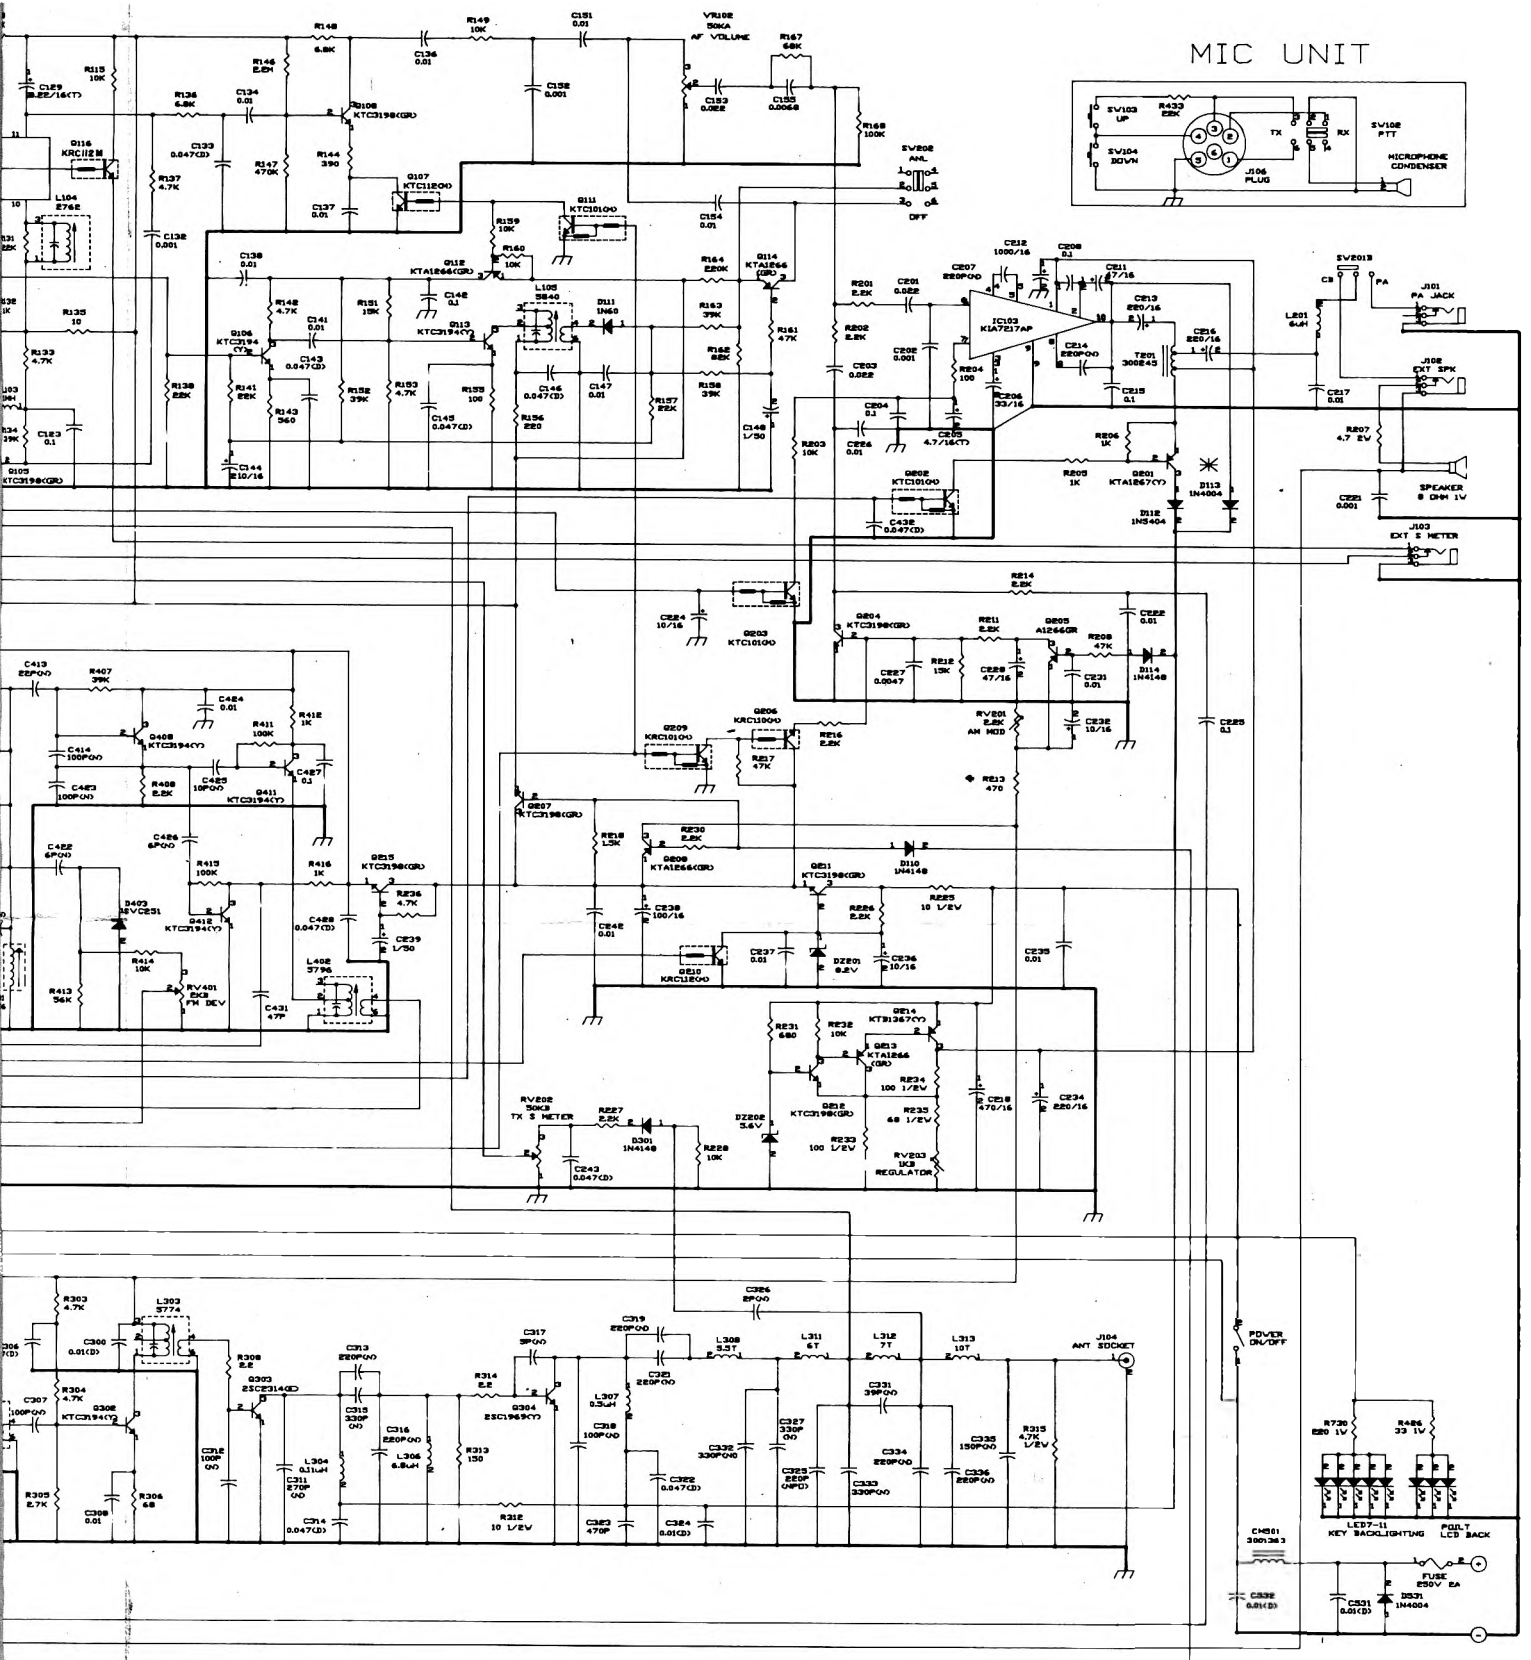 R148
6.8K
C136
0.01
R149
10K
C151
0.01
VR102
50KA
AF VOLUME
R167
68K
MIC UNIT
R115
10K
C129
R146
2.2M
R136
6.8K
C134
0.01
Q108
KTC3198(GR)
C152
0.001
C153
0.022
C155
0.0068
R168
100K
SW103
UP
R433
22K
TX
RX
SW102
PTT
SW104
DOWN
J106
PLUG
MICROPHONE
CONDENSER
Q116
KRC112M
C133
0.047(D)
R147
470K
R144
390
R137
4.7K
C137
0.01
Q107
KTC112(M)
Q111
KTC101(M)
SW202
ANL
OFF
L104
2762
C132
0.001
R159
10K
R160
10K
C154
0.01
C138
0.01
Q112
KTA1266(GR)
R164
220K
Q114
KTA1266
(GR)
C207
220P(N)
C212
1000/16
C208
0.1
C211
47/16
SW201B
CB
PA
J101
PA JACK
R142
4.7K
R151
15K
C142
0.1
L105
5840
D111
1N60
R163
39K
R161
47K
R201
2.2K
C201
0.022
IC103
KIA7217AP
C213
220/16
L201
6uH
R135
10
R133
4.7K
Q106
KTC3194
(Y)
C141
0.01
C143
0.047(D)
Q113
KTC3194(Y)
R162
82K
R202
2.2K
C202
0.001
C203
0.022
R204
100
C214
220P(N)
T201
300245
C216
220/16
J102
EXT SPK
R138
22K
R141
22K
R143
560
R152
39K
R153
4.7K
R155
100
C145
0.047(D)
C146
0.047(D)
C147
0.01
R156
220
R157
22K
R158
39K
C148
1/50
C204
0.1
C206
33/16
C205
4.7/16(T)
C215
0.1
C217
0.01
C123
0.1
C144
210/16
Q105
KTC3198(GR)
R203
10K
C226
0.01
Q202
KTC101(M)
R206
1K
R205
1K
Q201
KTA1267(Y)
D113
1N4004
R207
4.7 2W
SPEAKER
8 OHM 1W
C432
0.047(D)
D112
1N5404
C221
0.001
J103
EXT S METER
C224
10/16
Q203
KTC101(M)
R214
2.2K
Q204
KTC3198(GR)
R211
2.2K
Q205
A1266GR
C222
0.01
R208
47K
D114
1N4148
C227
0.0047
R212
15K
C228
47/16
C231
0.01
C413
22P(N)
R407
39K
C424
0.01
R412
1K
R411
100K
Q408
KTC3194(Y)
C414
100P(N)
C423
100P(N)
R408
2.2K
C425
10P(N)
Q411
KTC3194(Y)
C427
0.1
Q209
KRC101(M)
Q206
KRC110(M)
R216
2.2K
R217
47K
RV201
2.2K
AM MOD
C232
10/16
C225
0.1
R213
470
C422
6P(N)
C426
6P(N)
R415
100K
R416
1K
Q215
KTC3198(GR)
R236
4.7K
Q207
KTC3198(GR)
R218
1.5K
R230
2.2K
Q208
KTA1266(GR)
D110
1N4148
Q211
KTC3198(GR)
R225
10 1/2W
R226
2.2K
D403
1SVC251
Q412
KTC3194(Y)
C428
0.047(D)
C239
1/50
C242
0.01
C238
100/16
C237
0.01
DZ201
8.2V
C236
10/16
C235
0.01
R414
10K
R413
56K
RV401
2KB
FM DEV
C431
47P
L402
5796
Q210
KRC112(M)
R231
680
R232
10K
Q214
KTB1367(Y)
Q213
KTA1266
(GR)
R234
100 1/2W
Q212
KTC3198(GR)
R235
68 1/2W
C218
470/16
C234
220/16
RV202
50KB
TX S METER
R227
2.2K
D301
1N4148
R228
10K
C243
0.047(D)
DZ202
5.6V
R233
100 1/2W
RV203
1KB
REGULATOR
R303
4.7K
L303
5774
C300
0.01(D)
C326
2P(N)
POWER
ON/OFF
R304
4.7K
C307
100P(N)
Q302
KTC3194(Y)
R308
2.2
Q303
2SC2314(E)
C313
220P(N)
C315
330P
(N)
R314
2.2
C317
5P(N)
Q304
2SC1969(Y)
C319
220P(N)
C321
220P(N)
L307
0.5uH
L308
5.5T
L311
6T
L312
7T
L313
10T
J104
ANT SOCKET
C331
39P(N)
R305
2.7K
C308
0.01
R306
68
C312
100P
(N)
C311
270P
(N)
L304
0.11uH
C314
0.047(D)
C316
220P(N)
L306
6.8uH
R313
150
R312
10 1/2W
C318
100P(N)
C323
470P
C322
0.047(D)
C324
0.01(D)
C332
330P(N)
C327
330P
(N)
C325
220P
(NPO)
C333
330P(N)
C334
220P(N)
C336
220P(N)
C335
150P(N)
R315
4.7K
1/2W
R730
220 1W
R426
33 1W
LED7-11
KEY BACKLIGHTING
LCD BACK
3001363
FUSE
250V 2A
C532
0.01(D)
C531
0.01(D)
D531
1N4004